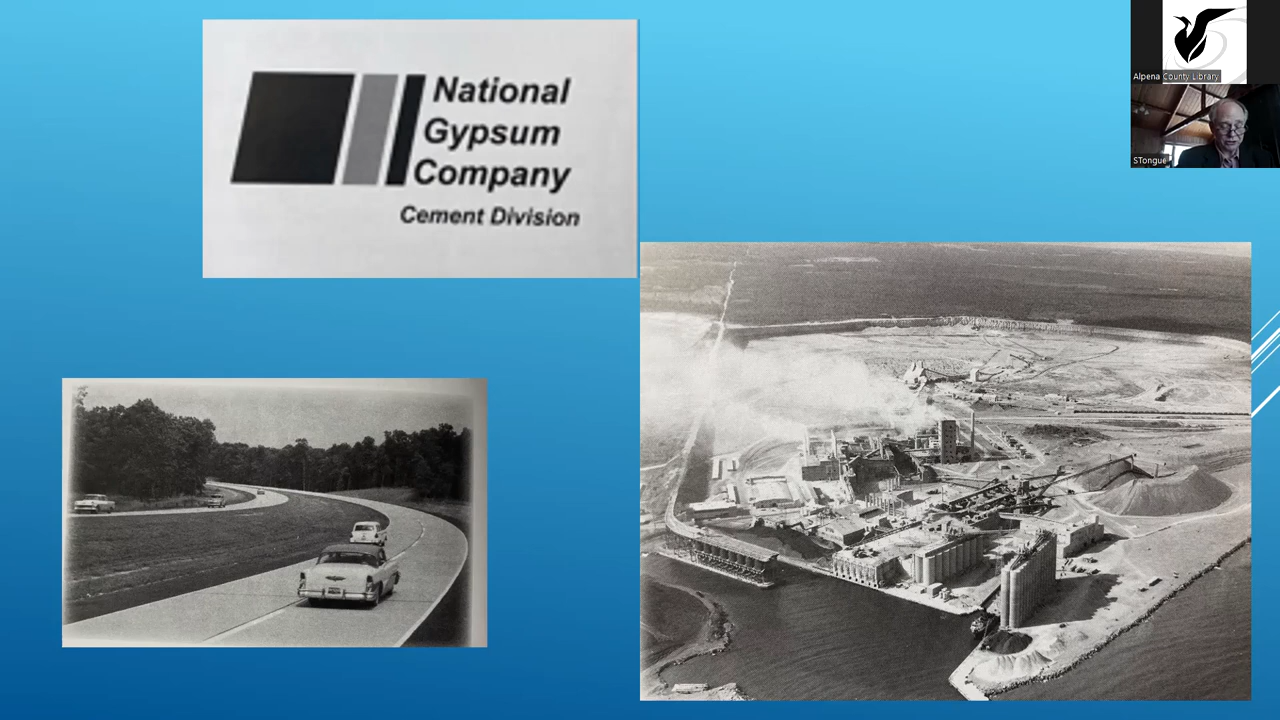 National
Gypsum
Company
Cement Division
Alpena County Library
STongue